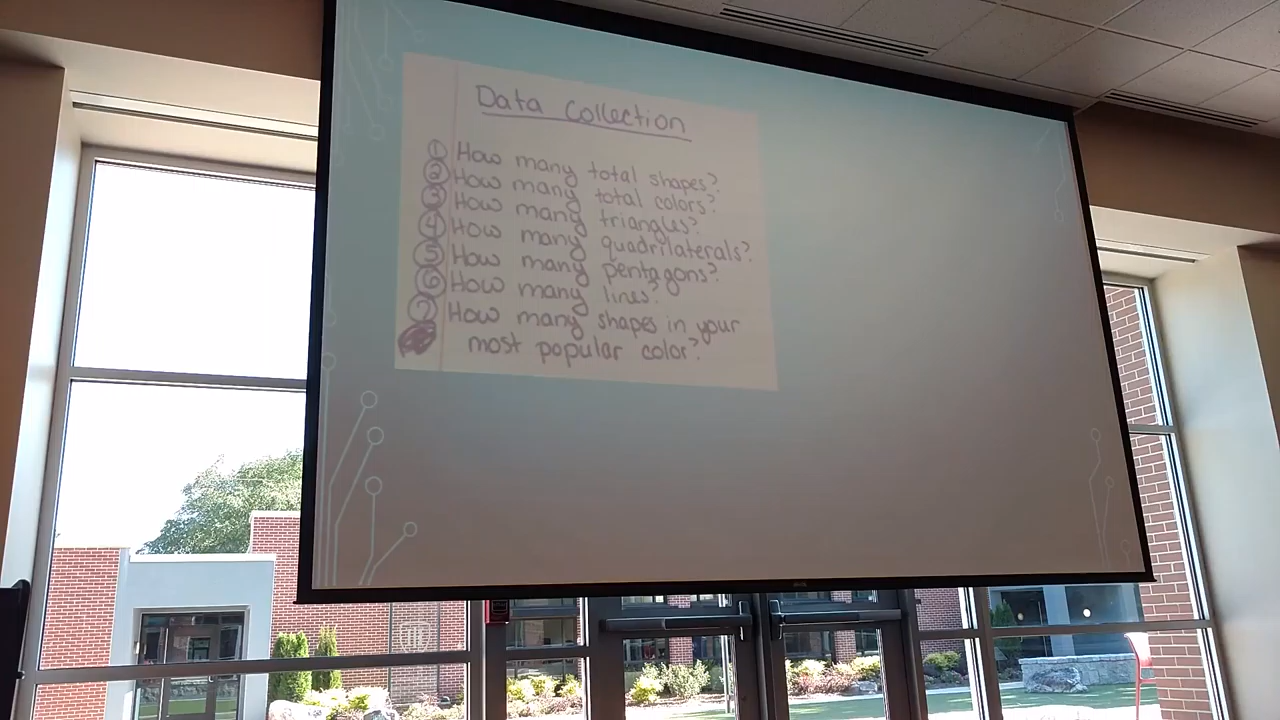 Data Collection
① How many total shapes?
② How many total colors?
③ How many triangles?
④ How many quadrilaterals?
⑤ How many pentagons?
⑥ How many lines?
⑦ How many shapes in your
most popular color?